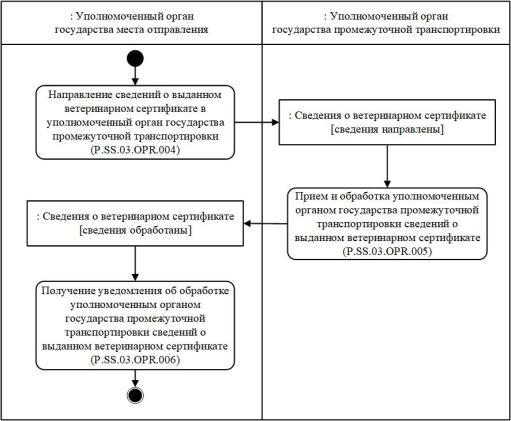 : Уполномоченный орган
государства места отправления
: Уполномоченный орган
государства промежуточной транспортировки
Направление сведений о выданном
ветеринарном сертификате в
уполномоченный орган государства
промежуточной транспортировки
(P.SS.03.OPR.004)
: Сведения о ветеринарном сертификате
[сведения направлены]
Прием и обработка уполномоченным
органом государства промежуточной
транспортировки сведений о
выданном ветеринарном сертификате
(P.SS.03.OPR.005)
: Сведения о ветеринарном сертификате
[сведения обработаны]
Получение уведомления об обработке
уполномоченным органом
государства промежуточной
транспортировки сведений о
выданном ветеринарном сертификате
(P.SS.03.OPR.006)